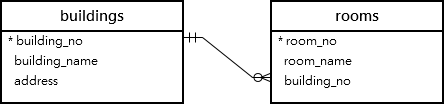 buildings
* building_no
building_name
address
rooms
* room_no
room_name
building_no